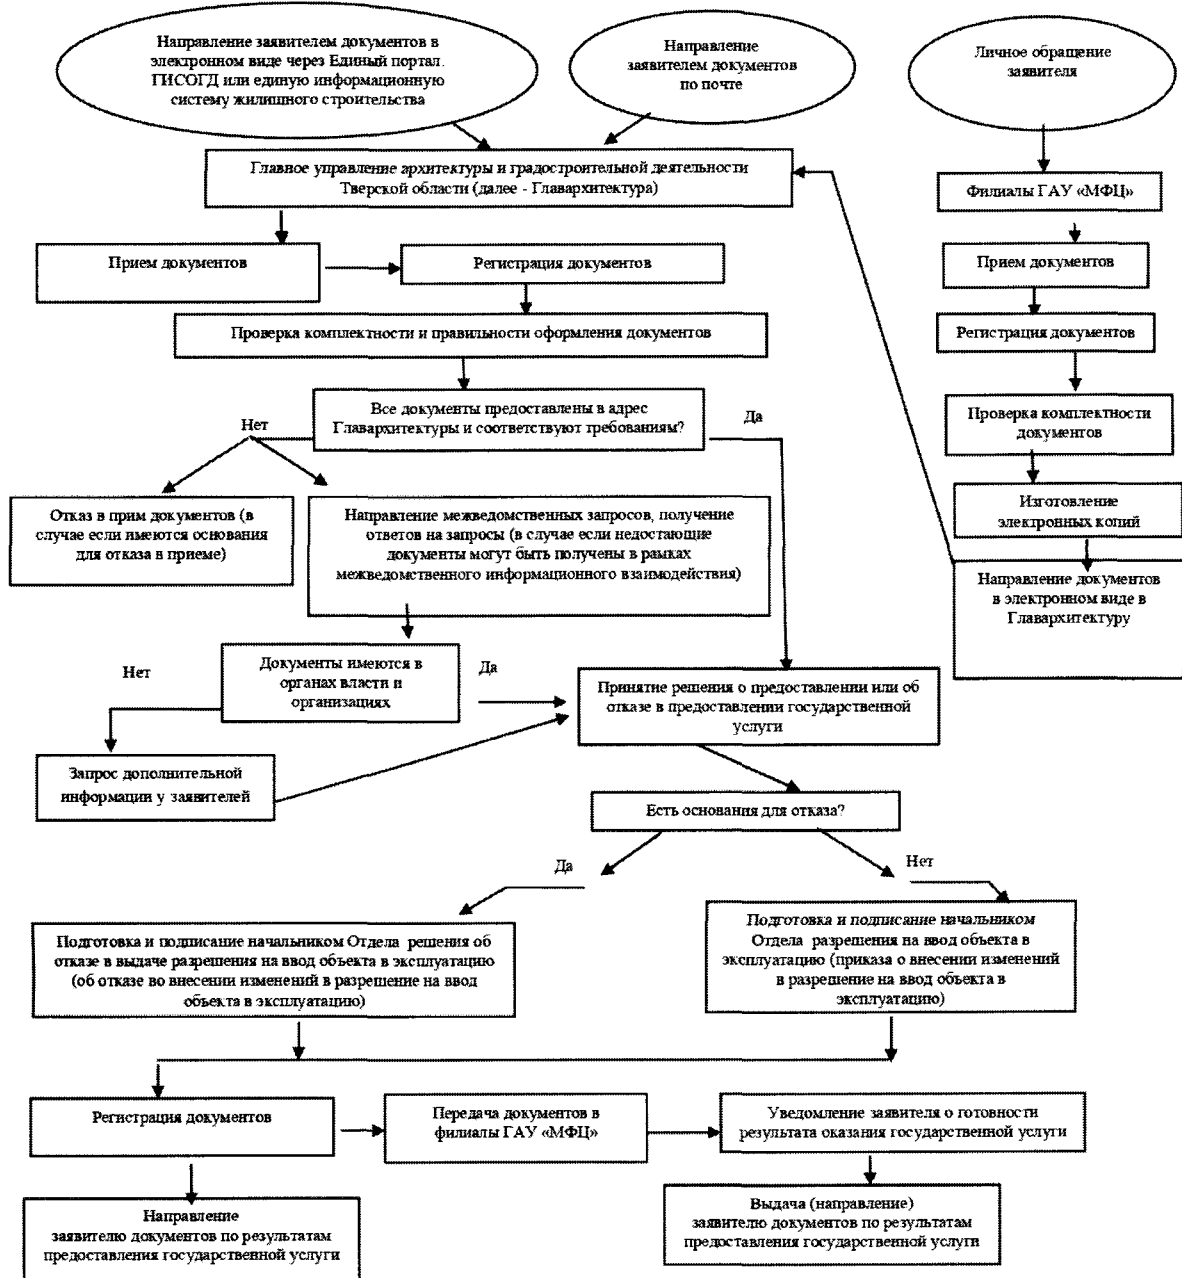 Направление заявителем документов в
электронном виде через Единый портал.
ГИСОГД или единую информационную
систему жилищного строительства
Направление
заявителем документов
по почте
Личное обращение
заявителя
Главное управление архитектуры и градостроительной деятельности
Тверской области (далее - Главархитектура)
Филиалы ГАУ «МФЦ»
Прием документов
Регистрация документов
Прием документов
Проверка комплектности и правильности оформления документов
Регистрация документов
Все документы предоставлены в адрес
Главархитектуры и соответствуют требованиям?
Нет
Да
Проверка комплектности
документов
Отказ в прим документов (в
случае если имеются основания
для отказа в приеме)
Направление межведомственных запросов, получение
ответов на запросы (в случае если недостающие
документы могут быть получены в рамках
межведомственного информационного взаимодействия)
Изготовление
электронных копий
Направление документов
в электронном виде в
Главархитектуру
Нет
Документы имеются в
органах власти и
организациях
Да
Принятие решения о предоставлении или об
отказе в предоставлении государственной
услуги
Запрос дополнительной
информации у заявителей
Есть основания для отказа?
Да
Нет
Подготовка и подписание начальником Отдела решения об
отказе в выдаче разрешения на ввод объекта в эксплуатацию
(об отказе во внесении изменений в разрешение на ввод
объекта в эксплуатацию)
Подготовка и подписание начальником
Отдела разрешения на ввод объекта в
эксплуатацию (приказа о внесении изменений
в разрешение на ввод объекта в
эксплуатацию)
Регистрация документов
Передача документов в
филиалы ГАУ «МФЦ»
Уведомление заявителя о готовности
результата оказания государственной услуги
Направление
заявителю документов по результатам
предоставления государственной услуги
Выдача (направление)
заявителю документов по результатам
предоставления государственной услуги